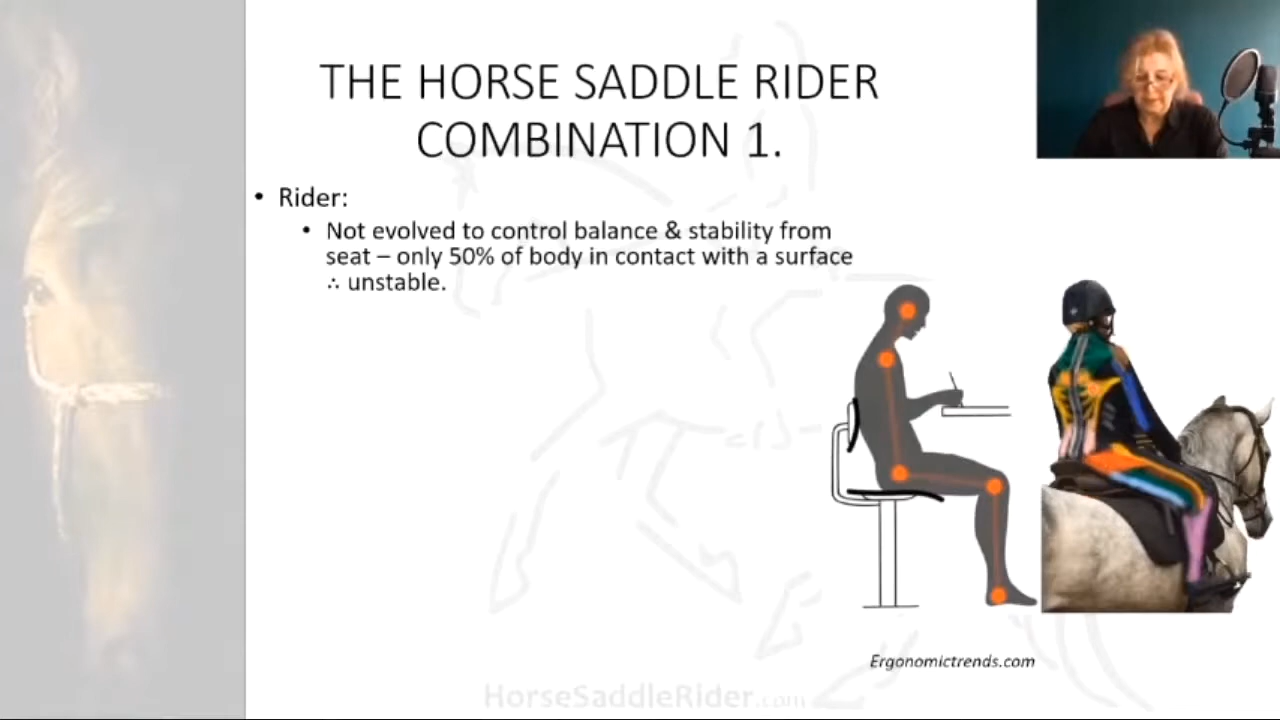 THE HORSE SADDLE RIDER
COMBINATION 1.
• Rider:
• Not evolved to control balance & stability from
seat – only 50% of body in contact with a surface
∴ unstable.
Ergonomictrends.com
HorseSaddleRider.com